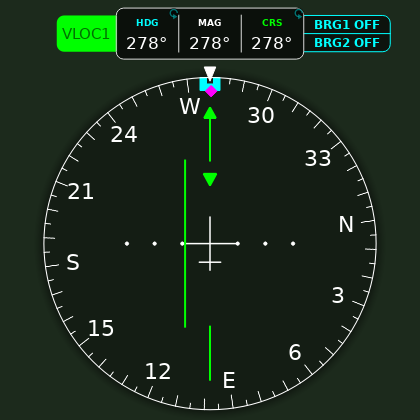 VLOC1
HDG MAG CRS
278° 278° 278°
BRG1 OFF
BRG2 OFF
W
30
24
33
21
N
S
3
15
6
12
E